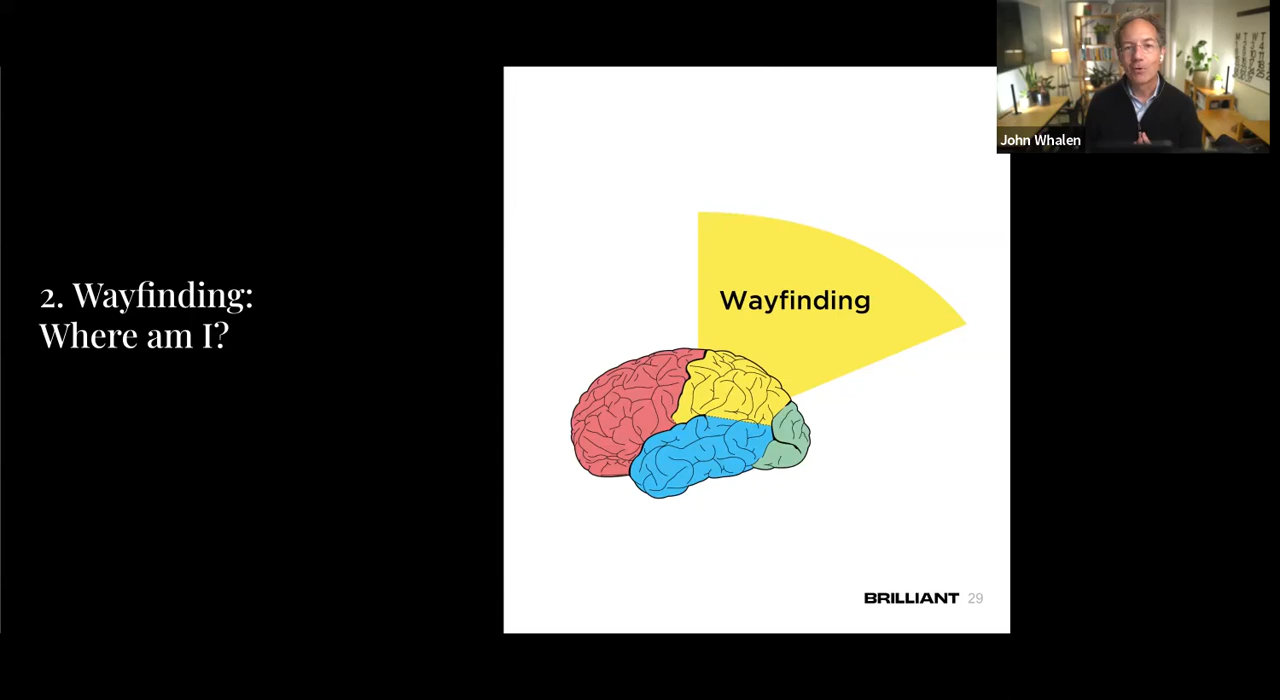 2. Wayfinding:
Where am I?
Wayfinding
BRILLIANT 29
John Whalen